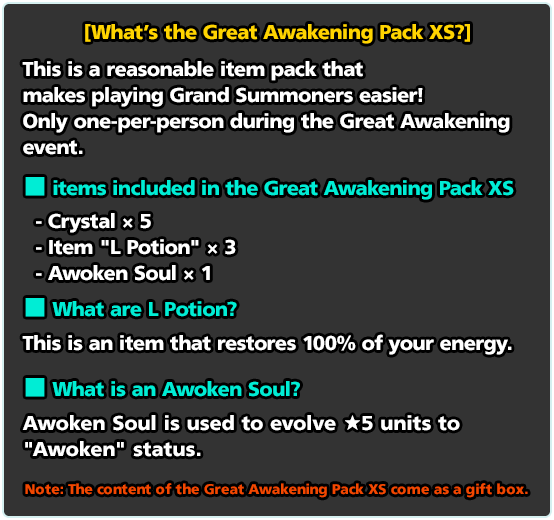 [What's the Great Awakening Pack XS?]
This is a reasonable item pack that
makes playing Grand Summoners easier!
Only one-per-person during the Great Awakening
event.
■ items included in the Great Awakening Pack XS
- Crystal × 5
- Item "L Potion" × 3
- Awoken Soul × 1
■ What are L Potion?
This is an item that restores 100% of your energy.
■ What is an Awoken Soul?
Awoken Soul is used to evolve ★5 units to
"Awoken" status.
Note: The content of the Great Awakening Pack XS come as a gift box.